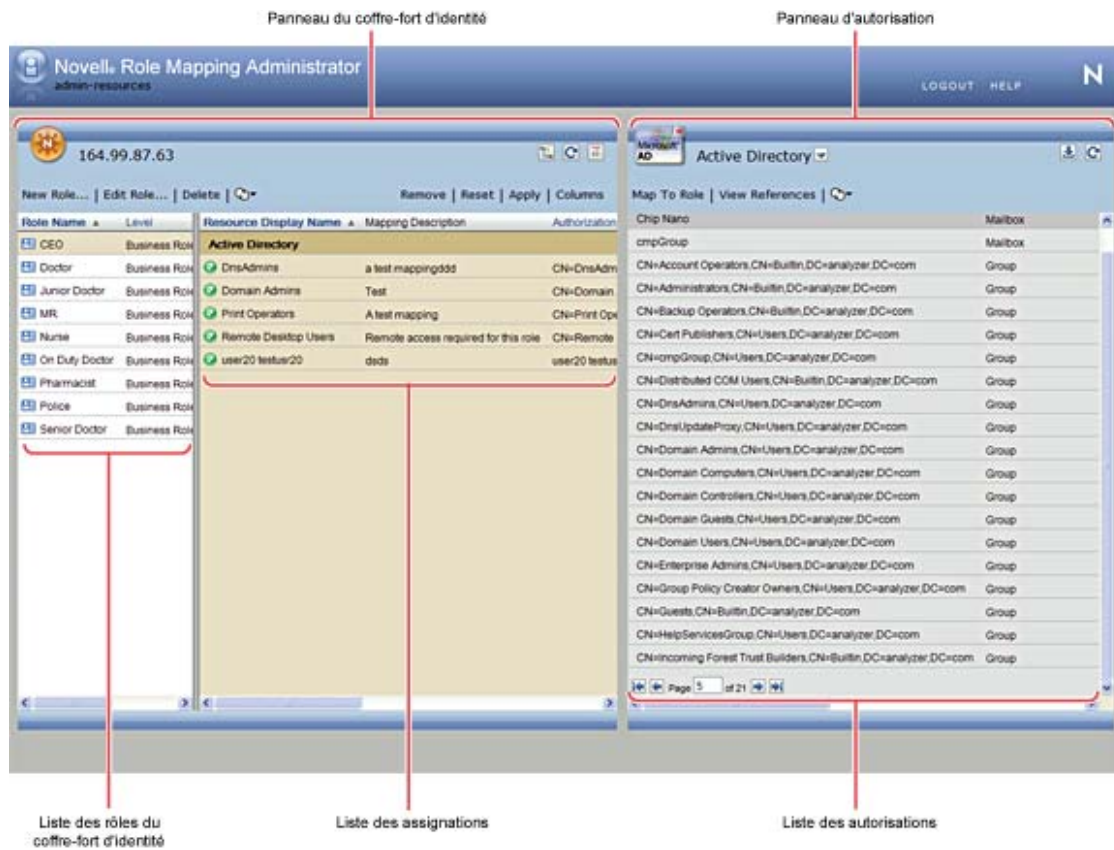 Panneau du coffre-fort d'identité
Panneau d'autorisation
Novell® Role Mapping Administrator
admin-resources
LOGOUT HELP
N
164.99.87.63
Microsoft AD
Active Directory
New Role... | Edit Role... | Delete |
Remove | Reset | Apply | Columns
Map To Role | View References |
Role Name Level
CEO Business Role
Doctor Business Role
Junior Doctor Business Role
MR Business Role
Nurse Business Role
On Duty Doctor Business Role
Pharmacist Business Role
Police Business Role
Senior Doctor Business Role
Resource Display Name Mapping Description Authorization
Active Directory
DnsAdmins a test mappingddd CN=DnsAdm
Domain Admins Test CN=Domain
Print Operators A test mapping CN=Print Ope
Remote Desktop Users Remote access required for this role CN=Remote
user20 testusr20 dsds user20 testus
Chip Nano Mailbox
cmpGroup Mailbox
CN=Account Operators,CN=Builtin,DC=analyzer,DC=com Group
CN=Administrators,CN=Builtin,DC=analyzer,DC=com Group
CN=Backup Operators,CN=Builtin,DC=analyzer,DC=com Group
CN=Cert Publishers,CN=Users,DC=analyzer,DC=com Group
CN=cmpGroup,CN=Users,DC=analyzer,DC=com Group
CN=Distributed COM Users,CN=Builtin,DC=analyzer,DC=com Group
CN=DnsAdmins,CN=Users,DC=analyzer,DC=com Group
CN=DnsUpdateProxy,CN=Users,DC=analyzer,DC=com Group
CN=Domain Admins,CN=Users,DC=analyzer,DC=com Group
CN=Domain Computers,CN=Users,DC=analyzer,DC=com Group
CN=Domain Controllers,CN=Users,DC=analyzer,DC=com Group
CN=Domain Guests,CN=Users,DC=analyzer,DC=com Group
CN=Domain Users,CN=Users,DC=analyzer,DC=com Group
CN=Enterprise Admins,CN=Users,DC=analyzer,DC=com Group
CN=Group Policy Creator Owners,CN=Users,DC=analyzer,DC=com Group
CN=Guests,CN=Builtin,DC=analyzer,DC=com Group
CN=HelpServicesGroup,CN=Users,DC=analyzer,DC=com Group
CN=Incoming Forest Trust Builders,CN=Builtin,DC=analyzer,DC=com Group
Page 5 of 21
Liste des rôles du
coffre-fort d'identité
Liste des assignations
Liste des autorisations